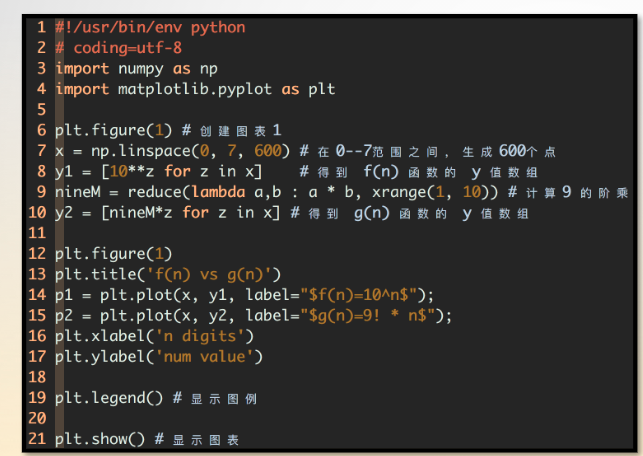 1 #!/usr/bin/env python
2 # coding=utf-8
3 import numpy as np
4 import matplotlib.pyplot as plt
5
6 plt.figure(1) # 创建图表1
7 x = np.linspace(0, 7, 600) # 在0--7范围之间，生成600个点
8 y1 = [10**z for z in x] # 得到 f(n) 函数的 y 值数组
9 nineM = reduce(lambda a,b : a * b, xrange(1, 10)) # 计算9的阶乘
10 y2 = [nineM*z for z in x] # 得到 g(n) 函数的 y 值数组
11
12 plt.figure(1)
13 plt.title('f(n) vs g(n)')
14 p1 = plt.plot(x, y1, label="$f(n)=10^n$");
15 p2 = plt.plot(x, y2, label="$g(n)=9! * n$");
16 plt.xlabel('n digits')
17 plt.ylabel('num value')
18
19 plt.legend() # 显示图例
20
21 plt.show() # 显示图表